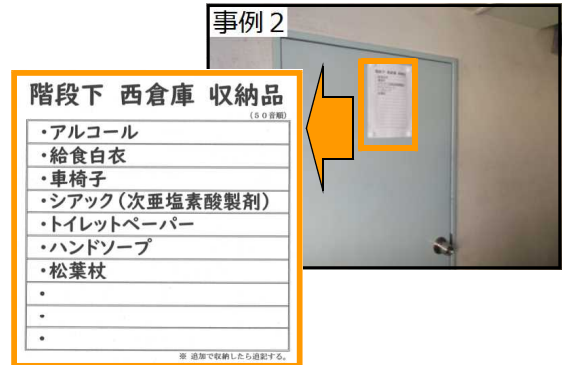 事例２
階段下 西倉庫 収納品
（５０音順）
・アルコール
・給食白衣
・車椅子
・シアック（次亜塩素酸製剤）
・トイレットペーパー
・ハンドソープ
・松葉杖
・
・
・
※ 追加で収納したら追記する。